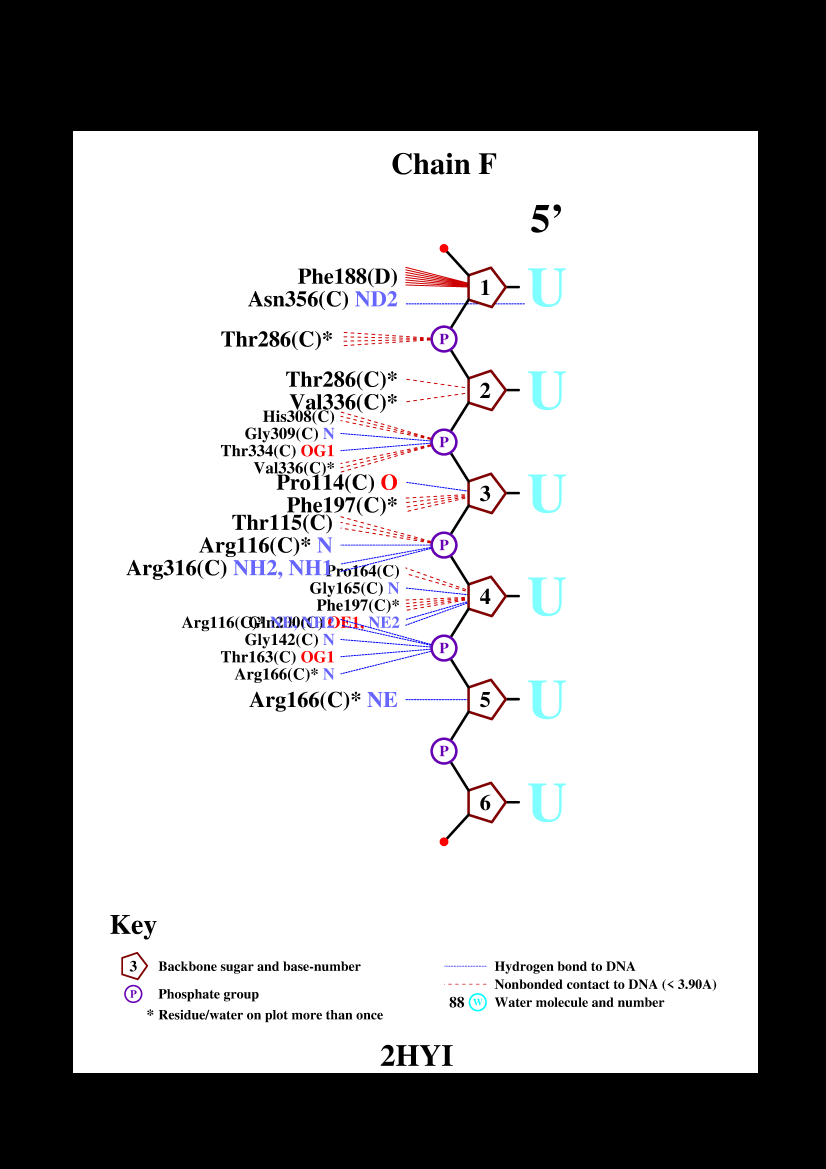 Chain F
5’
Phe188(D)
1 U
Asn356(C) ND2
Thr286(C)* P
Thr286(C)*
2 U
Val336(C)*
His308(C)
Gly309(C) N
P
Thr334(C) OG1
Val336(C)*
Pro114(C) O
3 U
Phe197(C)*
Thr115(C)
Arg116(C)* N P
Arg316(C) NH2, NH1
Pro164(C)
Gly165(C) N
4 U
Phe197(C)*
Arg116(C)* NE, NH2
Gln200(C) OE1, NE2
Gly142(C) N
P
Thr163(C) OG1
Arg166(C)* N
Arg166(C)* NE 5 U
P
6 U
Key
3 Backbone sugar and base-number
P Phosphate group
* Residue/water on plot more than once
Hydrogen bond to DNA
Nonbonded contact to DNA (< 3.90A)
88 W Water molecule and number
2HYI